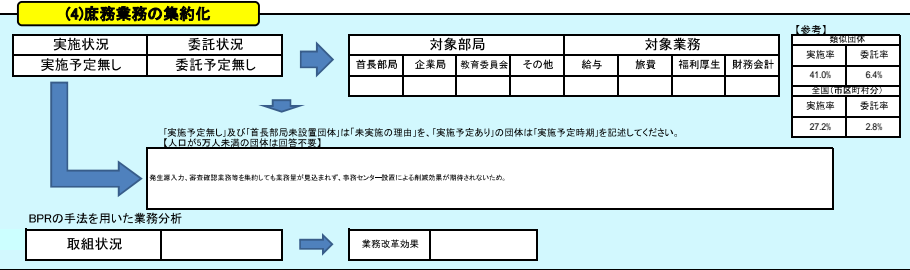 (4)庶務業務の集約化
【参考】
実施状況 委託状況
実施予定無し 委託予定無し
対象部局 対象業務
首長部局 企業局 教育委員会 その他 給与 旅費 福利厚生 財務会計
類似団体
実施率 委託率
41.0% 6.4%
全国(市区町村分)
実施率 委託率
27.2% 2.8%
「実施予定無し」及び「首長部局未設置団体」は「未実施の理由」を、「実施予定あり」の団体は「実施予定時期」を記述してください。
【人口が5万人未満の団体は回答不要】
発生源入力、審査確認業務等を集約しても業務量が見込まれず、事務センター設置による削減効果が期待されないため。
BPRの手法を用いた業務分析
取組状況
業務改革効果